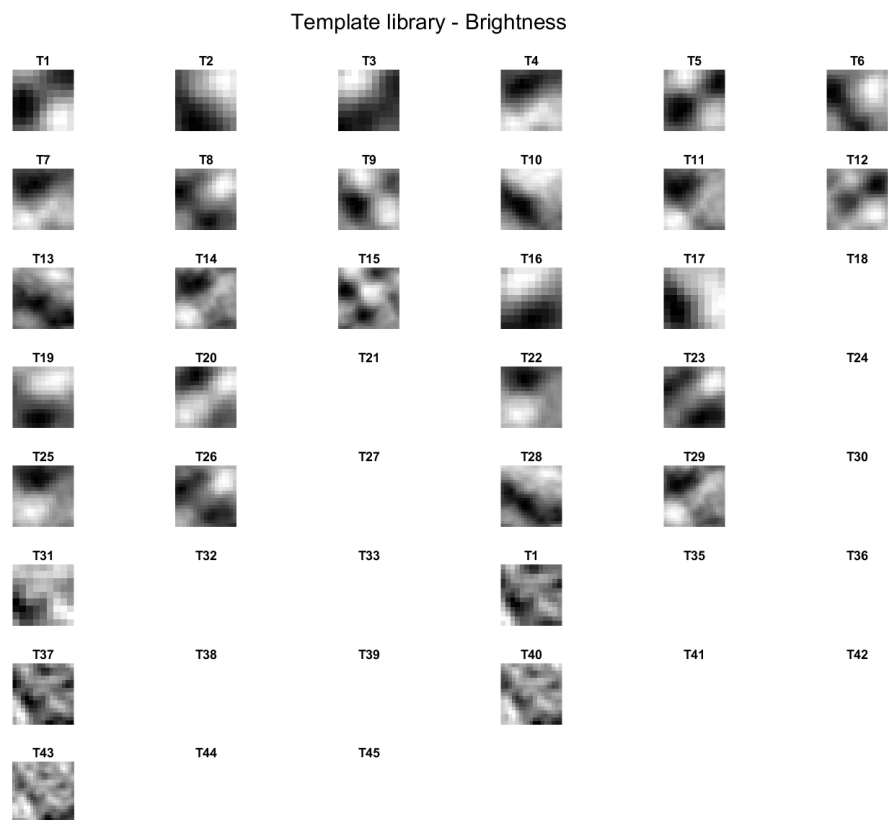 Template library - Brightness
T1 T2 T3 T4 T5 T6
T7 T8 T9 T10 T11 T12
T13 T14 T15 T16 T17 T18
T19 T20 T21 T22 T23 T24
T25 T26 T27 T28 T29 T30
T31 T32 T33 T1 T35 T36
T37 T38 T39 T40 T41 T42
T43 T44 T45